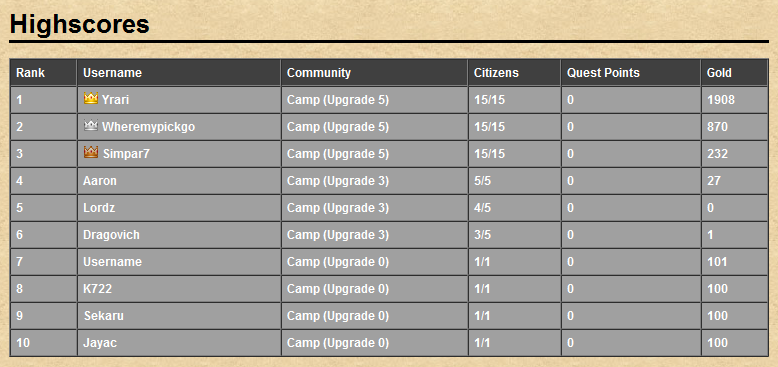 Highscores
Rank Username Community Citizens Quest Points Gold
1 Yrari Camp (Upgrade 5) 15/15 0 1908
2 Wheremypickgo Camp (Upgrade 5) 15/15 0 870
3 Simpar7 Camp (Upgrade 5) 15/15 0 232
4 Aaron Camp (Upgrade 3) 5/5 0 27
5 Lordz Camp (Upgrade 3) 4/5 0 0
6 Dragovich Camp (Upgrade 3) 3/5 0 1
7 Username Camp (Upgrade 0) 1/1 0 101
8 K722 Camp (Upgrade 0) 1/1 0 100
9 Sekaru Camp (Upgrade 0) 1/1 0 100
10 Jayac Camp (Upgrade 0) 1/1 0 100